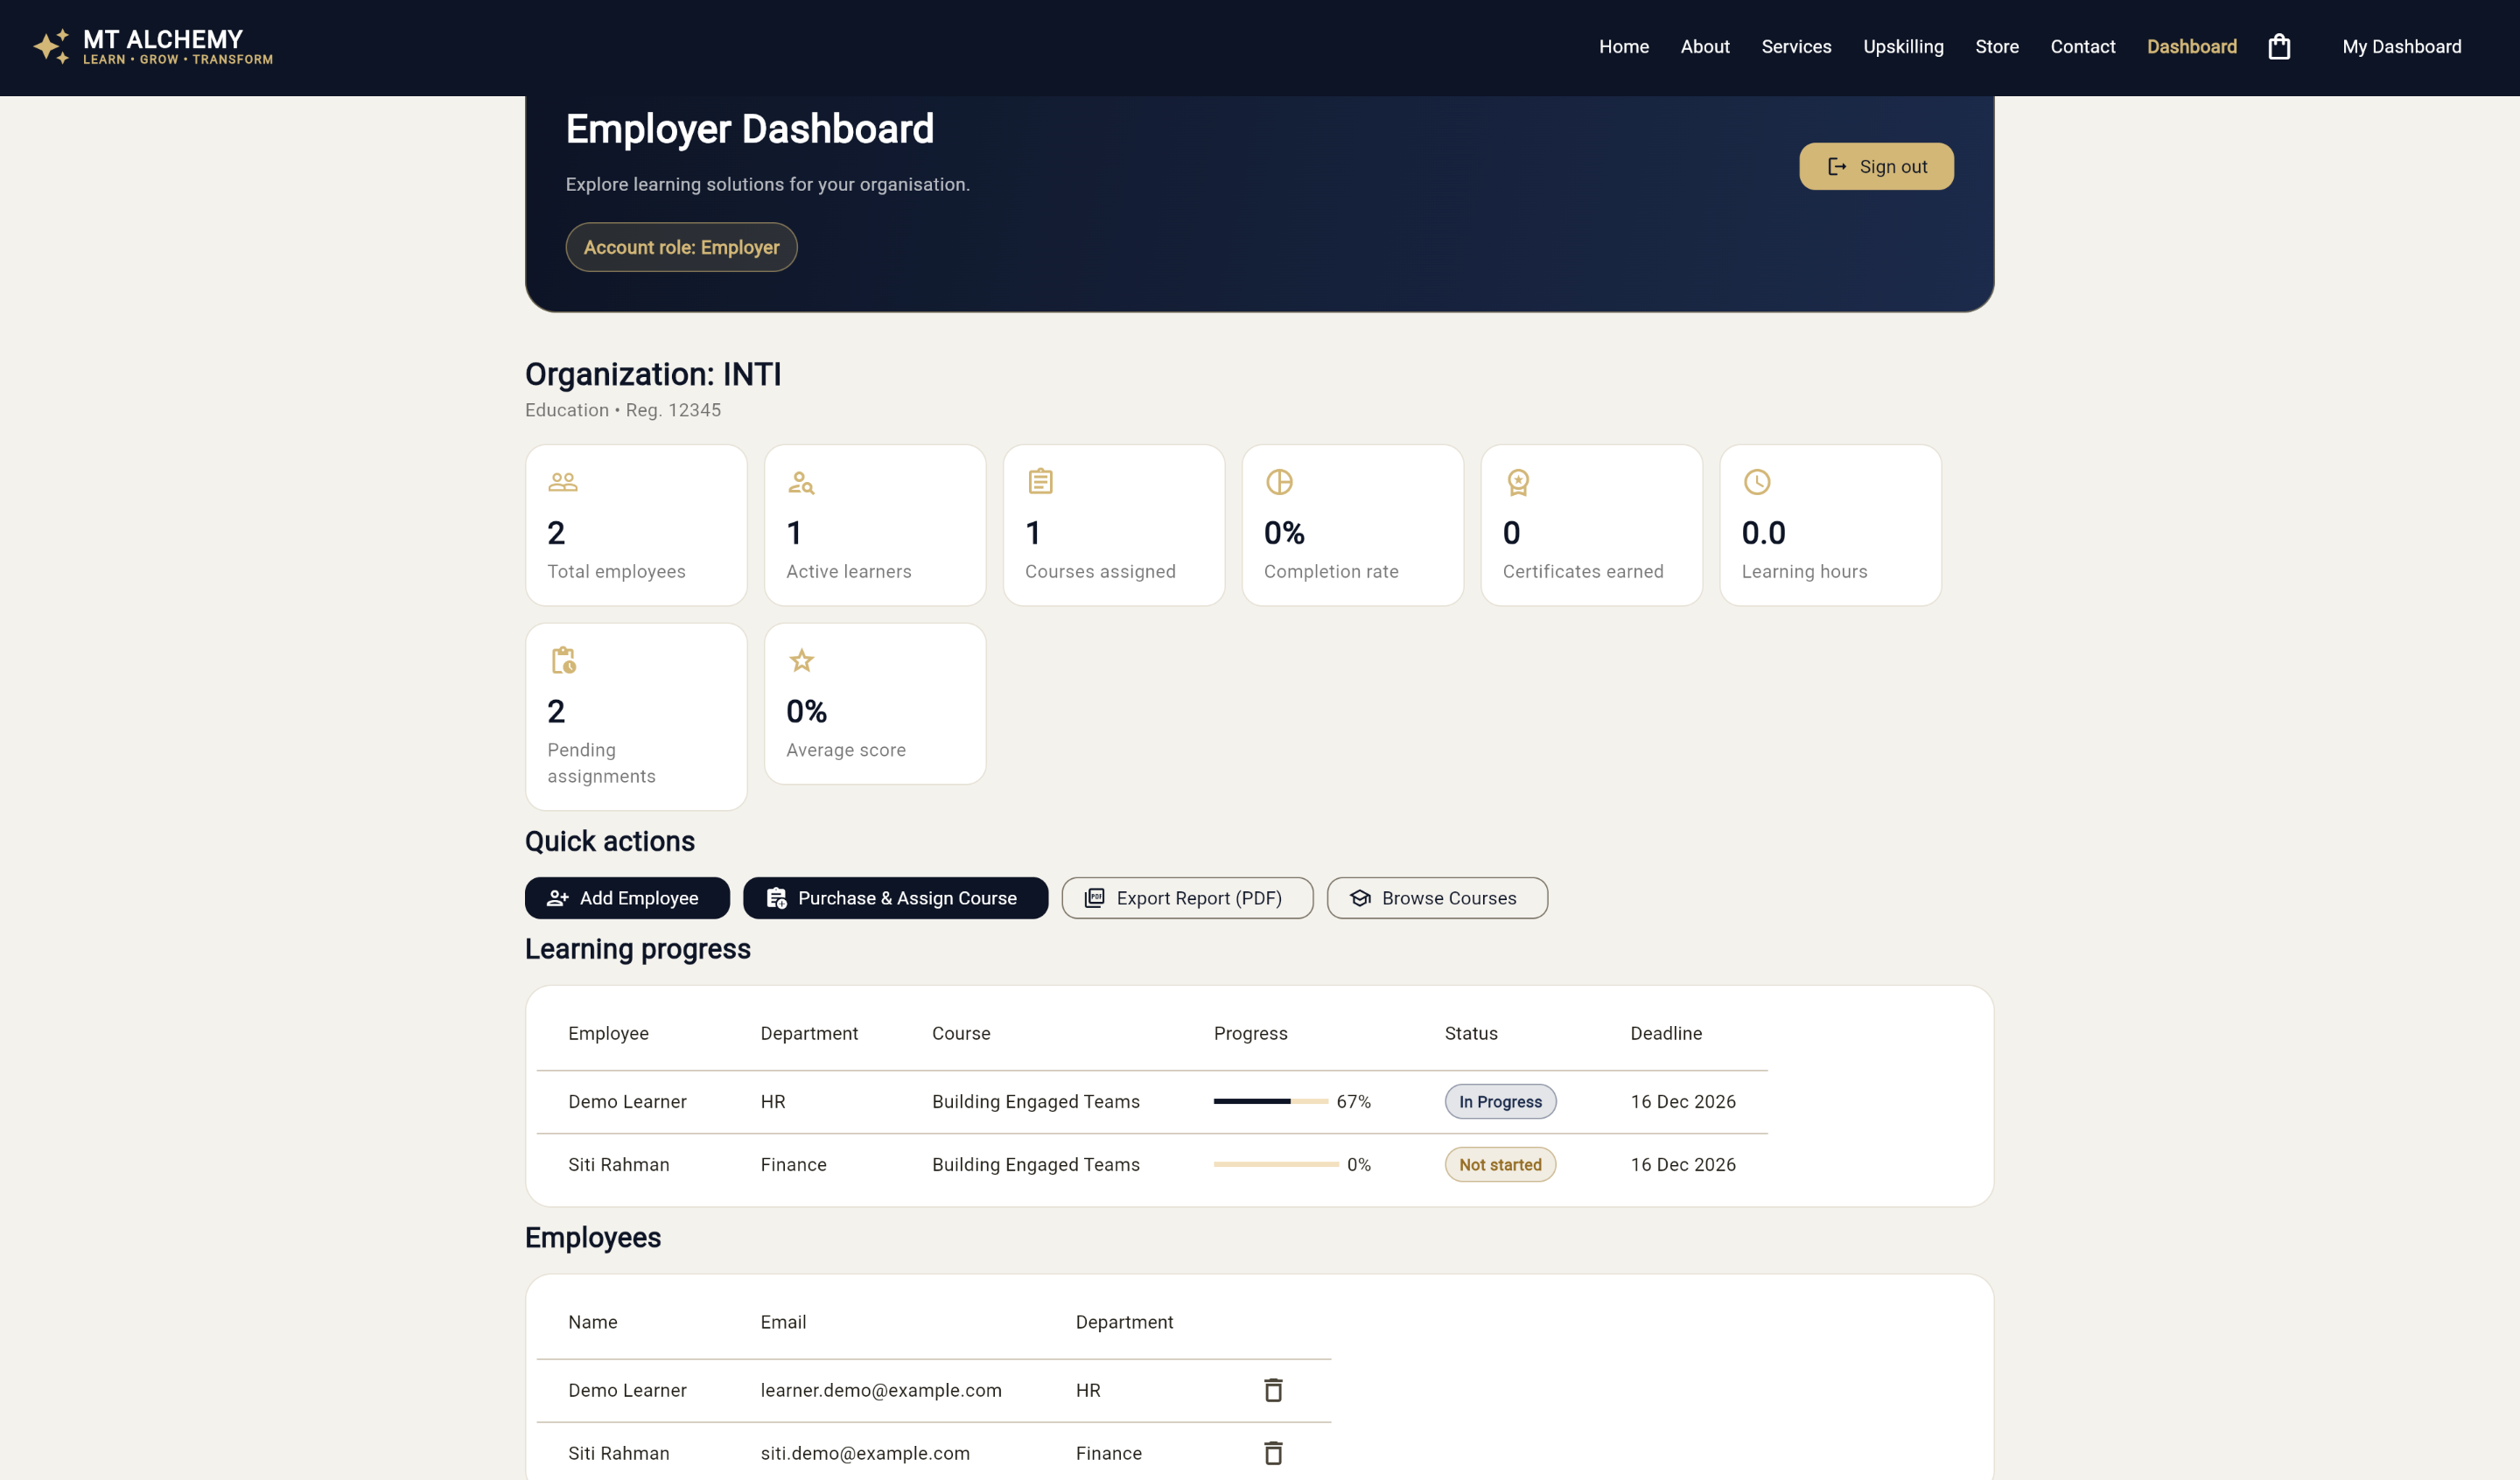 MT ALCHEMY
LEARN • GROW • TRANSFORM
Home About Services Upskilling Store Contact Dashboard My Dashboard
Employer Dashboard
Explore learning solutions for your organisation.
Sign out
Account role: Employer
Organization: INTI
Education • Reg. 12345
2
Total employees
1
Active learners
1
Courses assigned
0%
Completion rate
0
Certificates earned
0.0
Learning hours
2
Pending
assignments
0%
Average score
Quick actions
Add Employee
Purchase & Assign Course
Export Report (PDF)
Browse Courses
Learning progress
Employee Department Course Progress Status Deadline
Demo Learner HR Building Engaged Teams 67% In Progress 16 Dec 2026
Siti Rahman Finance Building Engaged Teams 0% Not started 16 Dec 2026
Employees
Name Email Department
Demo Learner learner.demo@example.com HR
Siti Rahman siti.demo@example.com Finance